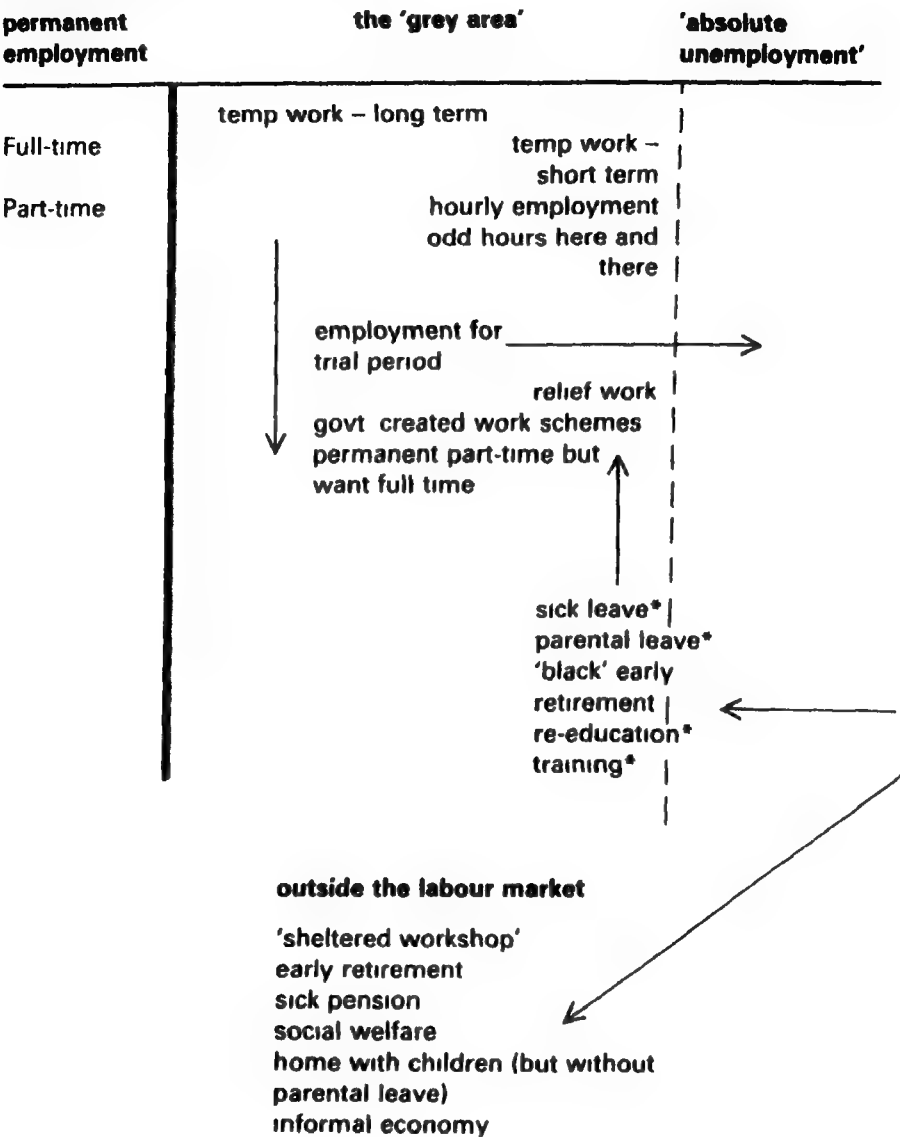 permanent
employment
the 'grey area'
'absolute
unemployment'
temp work – long term
Full-time
temp work –
short term
Part-time
hourly employment
odd hours here and
there
employment for
trial period
relief work
govt created work schemes
permanent part-time but
want full time
sick leave*
parental leave*
'black' early
retirement
re-education*
training*
outside the labour market
'sheltered workshop'
early retirement
sick pension
social welfare
home with children (but without
parental leave)
informal economy